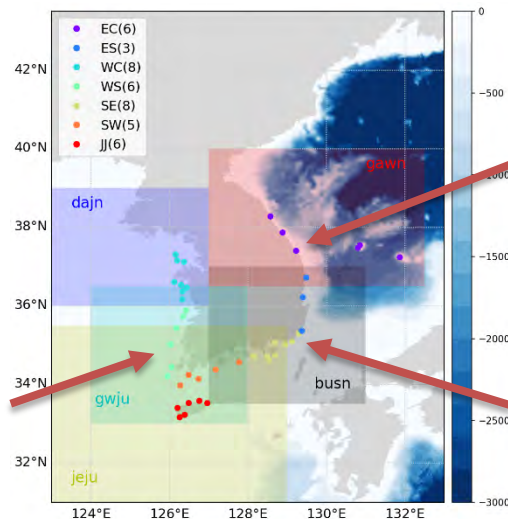 EC(6)
ES(3)
WC(8)
WS(6)
SE(8)
SW(5)
JJ(6)
42°N
40°N
38°N
36°N
34°N
32°N
124°E
126°E
128°E
130°E
132°E
gawn
dajn
busn
gwju
jeju
0
−500
−1000
−1500
−2000
−2500
−3000